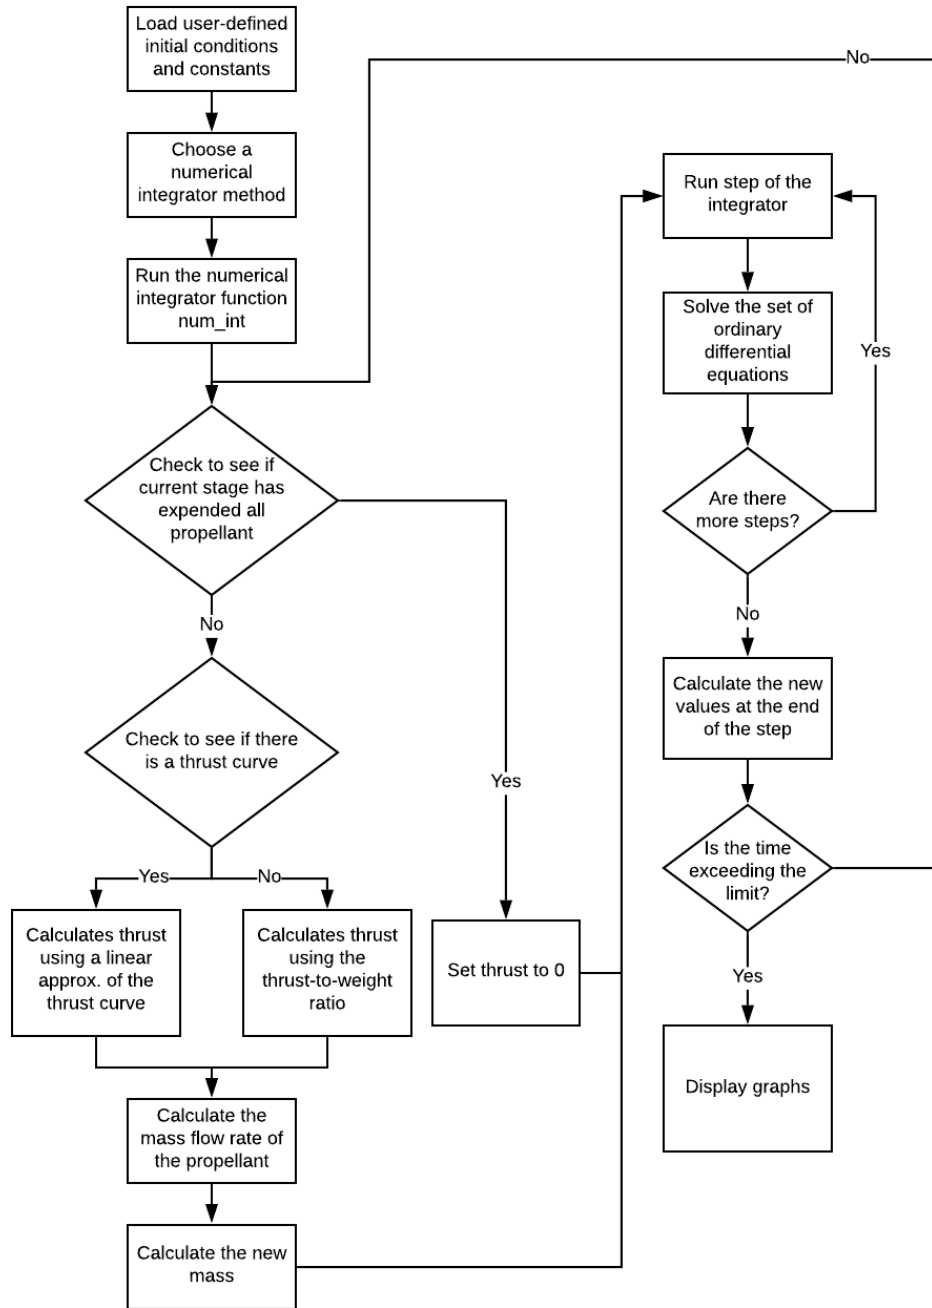 Load user-defined
initial conditions
and constants
Choose a
numerical
integrator method
Run the numerical
integrator function
num_int
Check to see if
current stage has
expended all
propellant
No
Check to see if there
is a thrust curve
Yes
No
Calculates thrust
using a linear
approx. of the
thrust curve
Calculates thrust
using the
thrust-to-weight
ratio
Calculate the
mass flow rate of
the propellant
Calculate the new
mass
Yes
Set thrust to 0
No
Run step of the
integrator
Solve the set of
ordinary
differential
equations
Yes
Are there
more steps?
No
Calculate the new
values at the end
of the step
Is the time
exceeding the
limit?
Yes
Display graphs